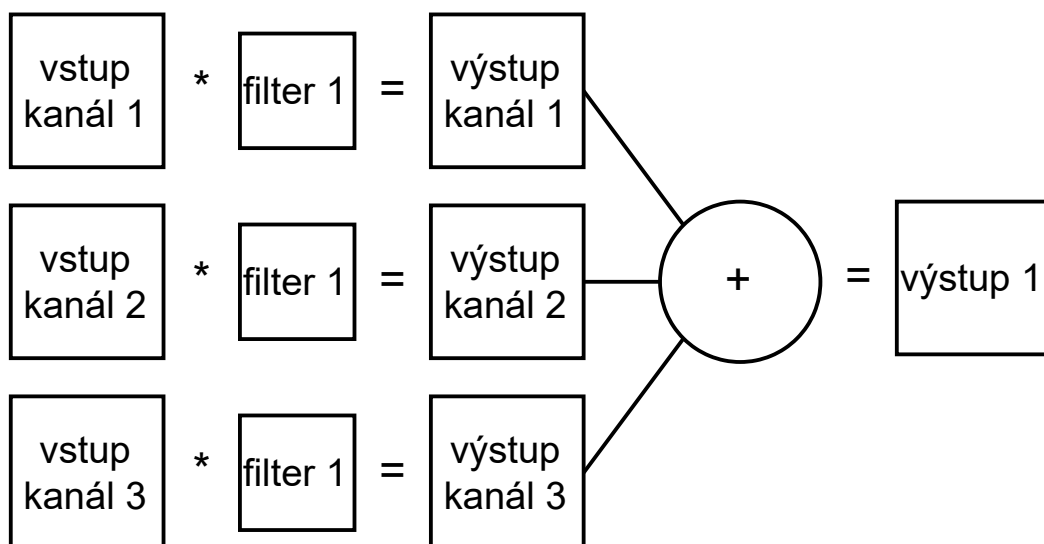 vstup
kanál 1
*
filter 1
=
výstup
kanál 1
vstup
kanál 2
*
filter 1
=
výstup
kanál 2
+
=
výstup 1
vstup
kanál 3
*
filter 1
=
výstup
kanál 3